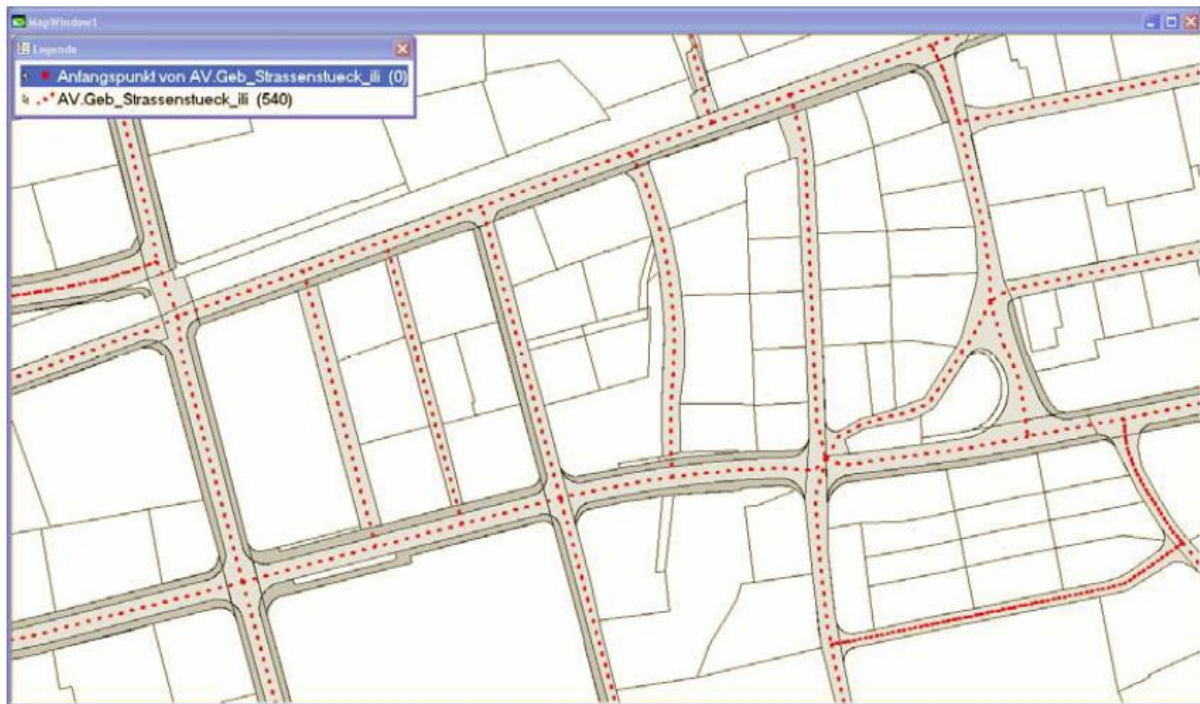 MapWindow1
Legende
Anfangspunkt von AV.Geb_Strassenstueck_ili (0)
AV.Geb_Strassenstueck_ili (540)